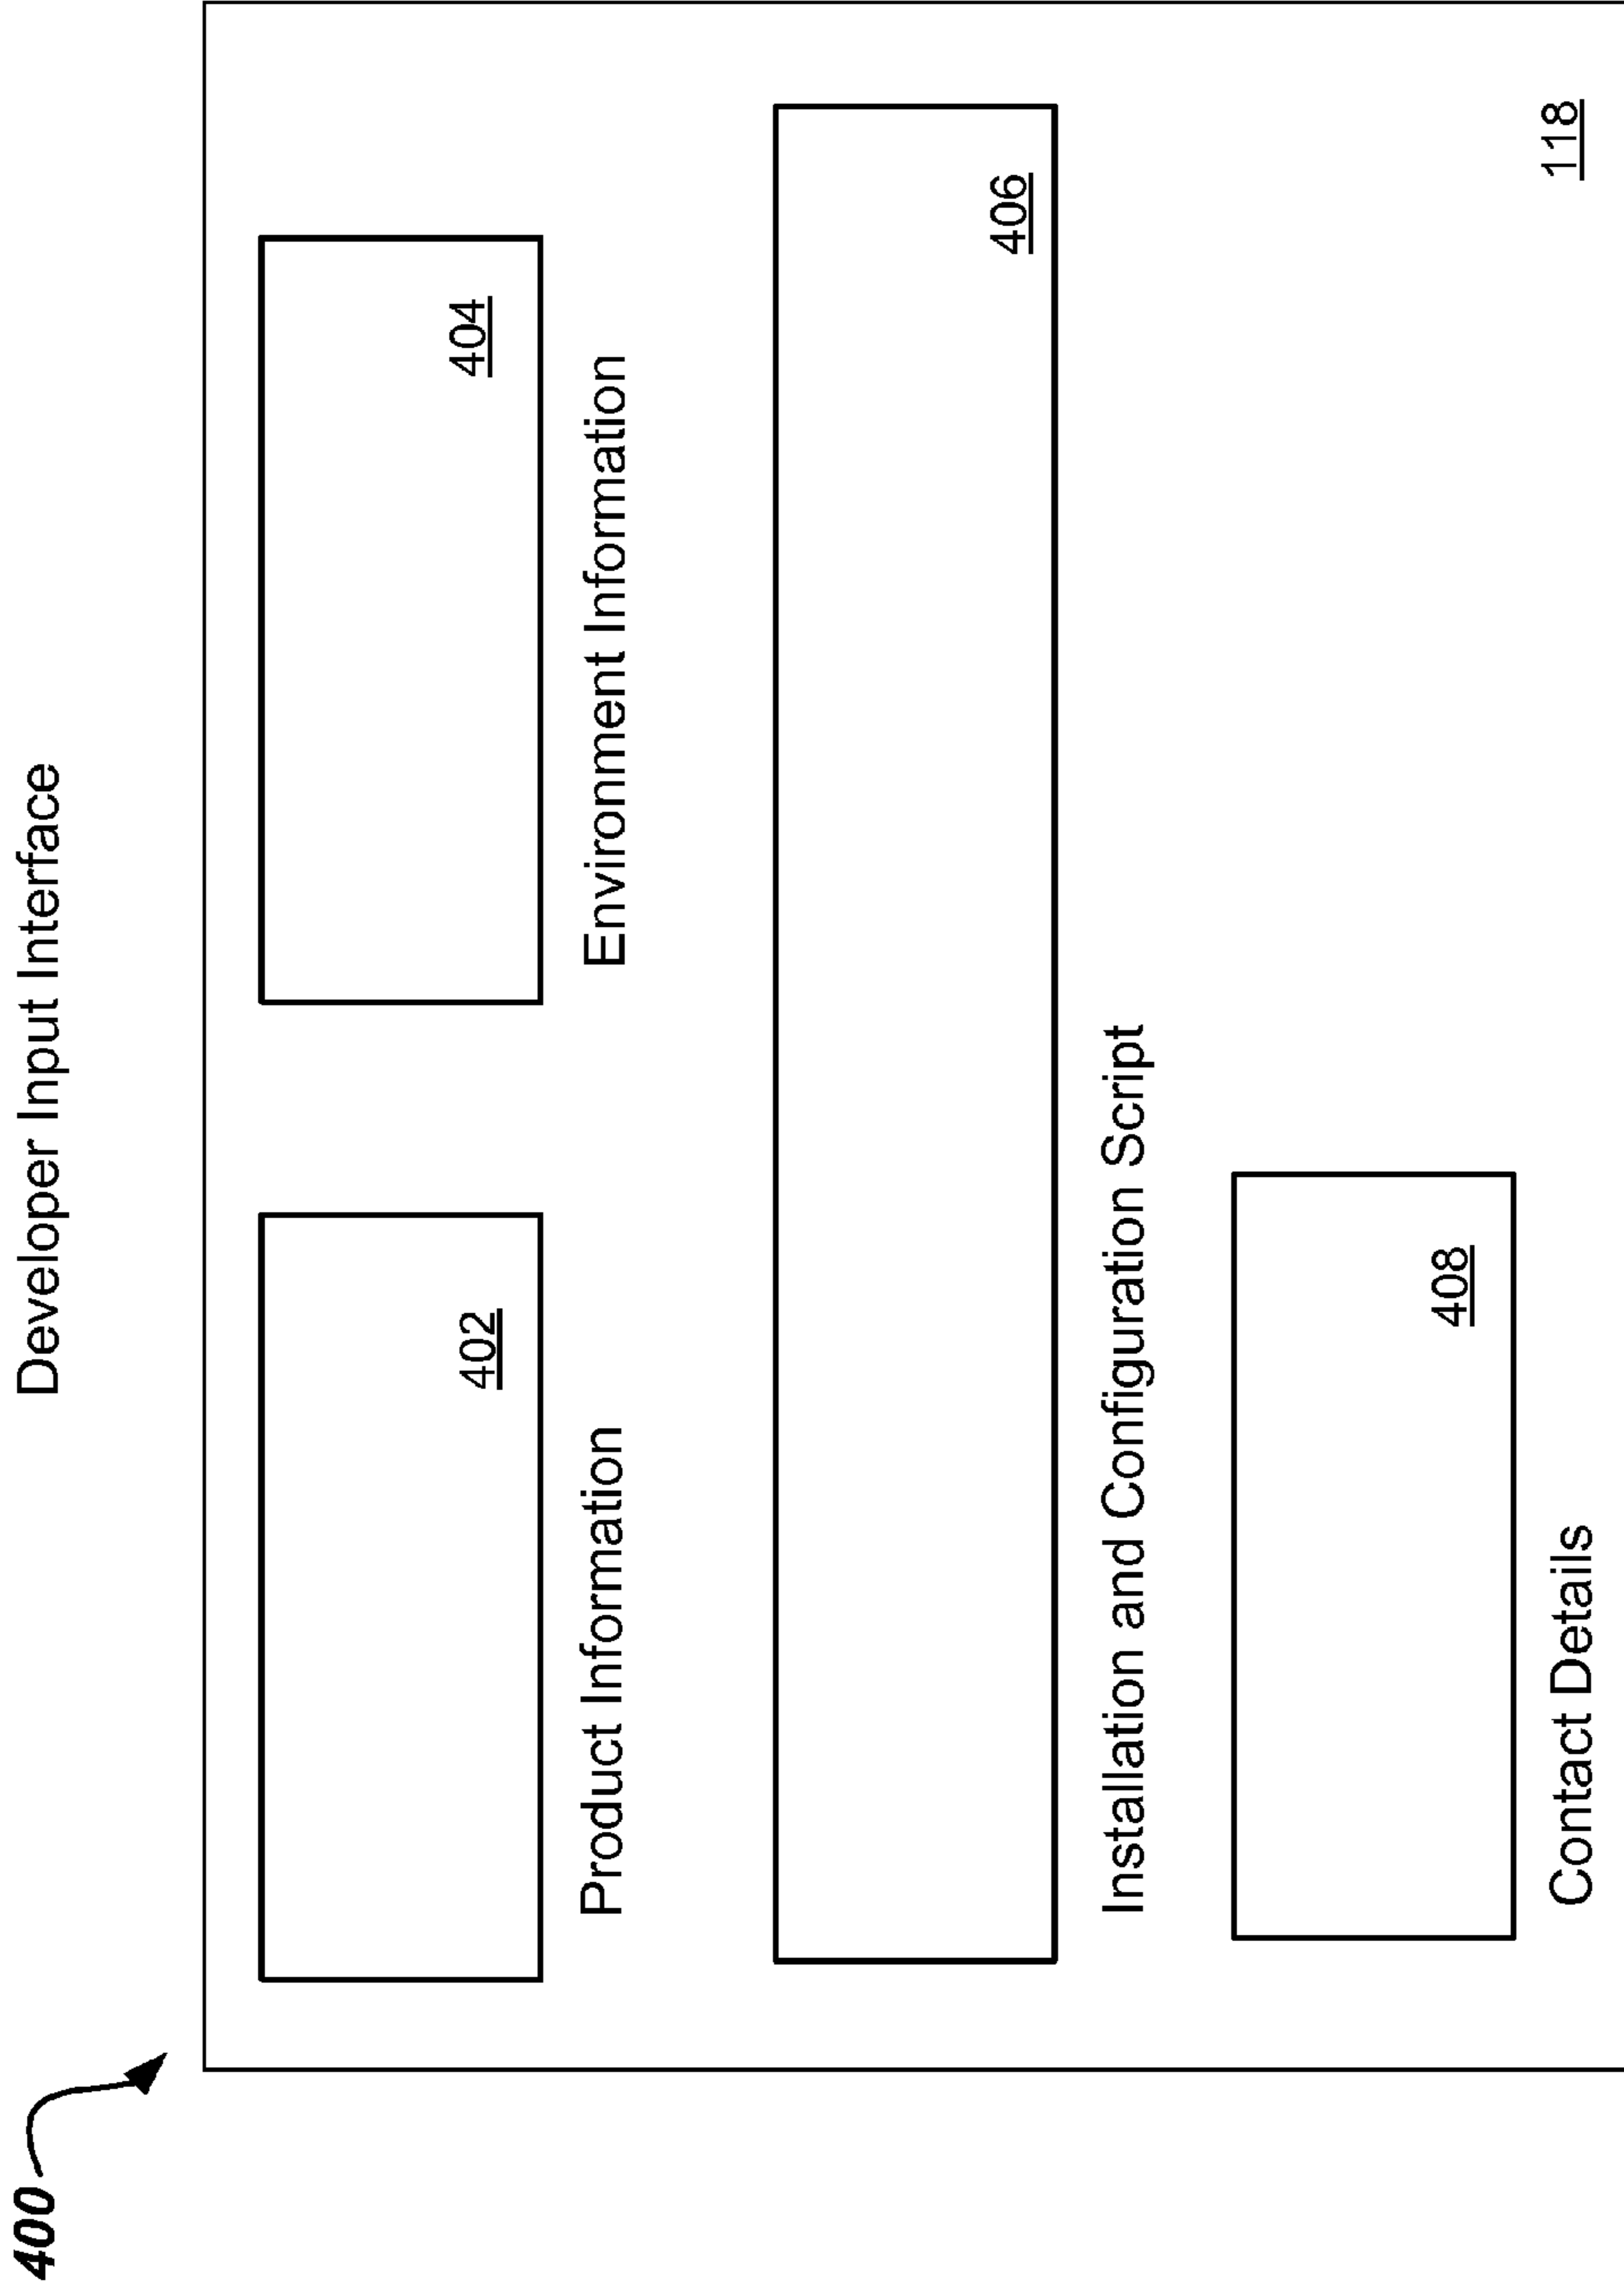 400
Developer Input Interface
402
404
Product Information
Environment Information
406
Installation and Configuration Script
408
Contact Details
118